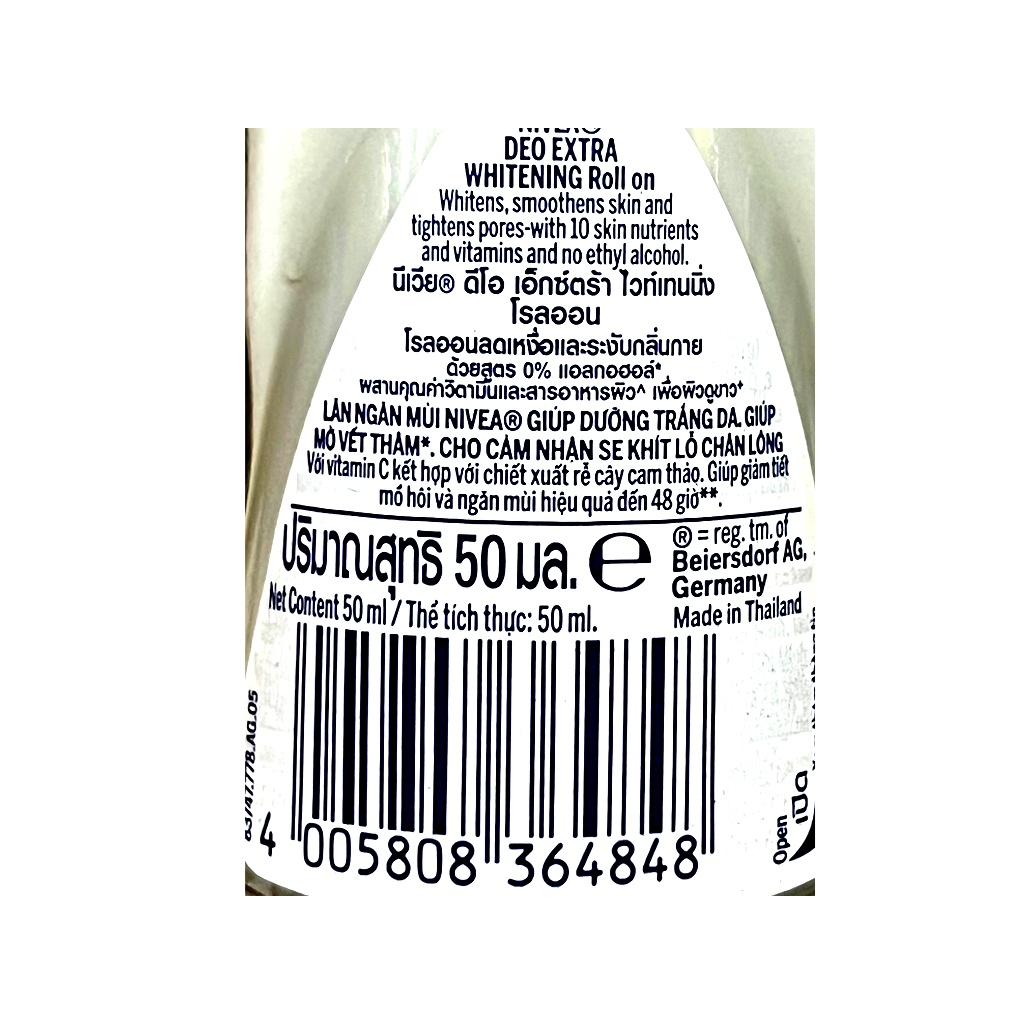 NIVEA®
DEO EXTRA
WHITENING Roll on
Whitens, smoothens skin and
tightens pores-with 10 skin nutrients
and vitamins and no ethyl alcohol.
นีเวีย® ดีโอ เอ็กซ์ตร้า ไวท์เทนนิ่ง
โรลออน
โรลออนลดเหงื่อและระงับกลิ่นกาย
ด้วยสูตร 0% แอลกอฮอล์*
ผสานคุณค่าวิตามินและสารอาหารผิว^ เพื่อผิวดูขาว⁺
LĂN NGĂN MÙI NIVEA® GIÚP DƯỠNG TRẮNG DA. GIÚP
MỜ VẾT THÂM*. CHO CẢM NHẬN SE KHÍT LỖ CHÂN LÔNG
Với vitamin C kết hợp với chiết xuất rễ cây cam thảo. Giúp giảm tiết
mồ hôi và ngăn mùi hiệu quả đến 48 giờ**.
ปริมาณสุทธิ 50 มล. e
Net Content 50 ml / Thể tích thực: 50 ml.
® = reg. tm. of
Beiersdorf AG,
Germany
Made in Thailand
83747.778.AG.05
4 005808 364848
Open
เปิด